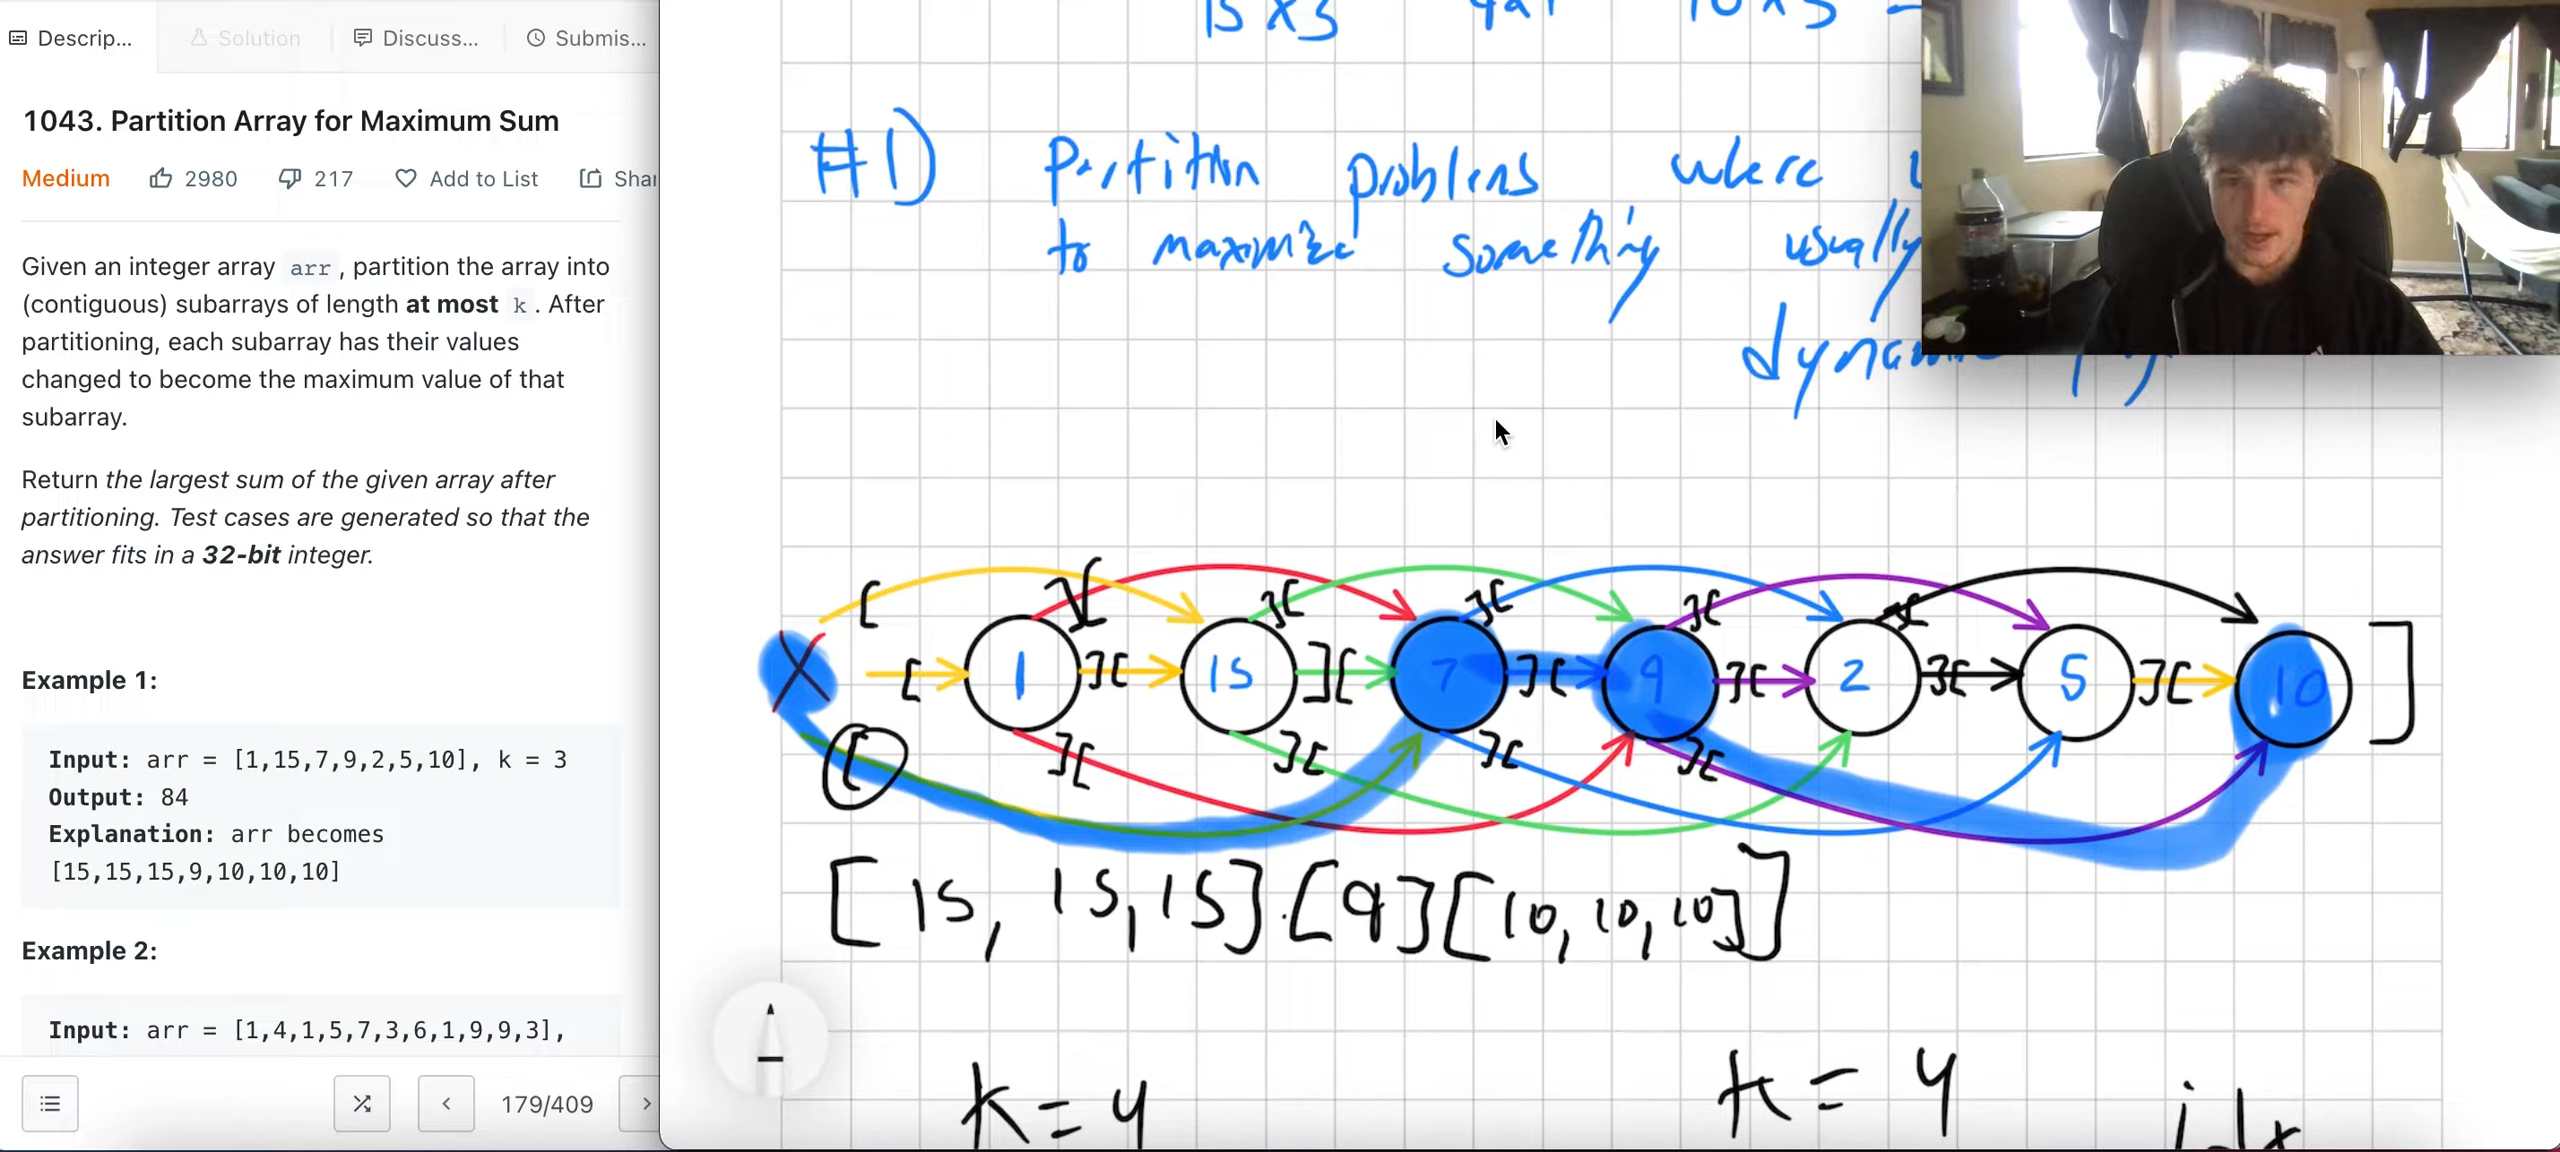 Descrip...
Solution
Discuss...
Submis...
1043. Partition Array for Maximum Sum
Medium
2980
217
Add to List
Shar
Given an integer array arr , partition the array into
(contiguous) subarrays of length at most k . After
partitioning, each subarray has their values
changed to become the maximum value of that
subarray.
Return the largest sum of the given array after
partitioning. Test cases are generated so that the
answer fits in a 32-bit integer.
Example 1:
Input: arr = [1,15,7,9,2,5,10], k = 3
Output: 84
Explanation: arr becomes
[15,15,15,9,10,10,10]
Example 2:
Input: arr = [1,4,1,5,7,3,6,1,9,9,3],
179/409
15 x 3
#1) Partition problems where
to maximize something usually
[ ][ ][ ][ ][ ][
[ 1 ][ 15 ][ 7 ][ 9 ][ 2 ][ 5 ][ 10 ]
[ ][ ][ ][ ][
[15, 15, 15] [9] [10, 10, 10]]
k = 4
k = 4
idx